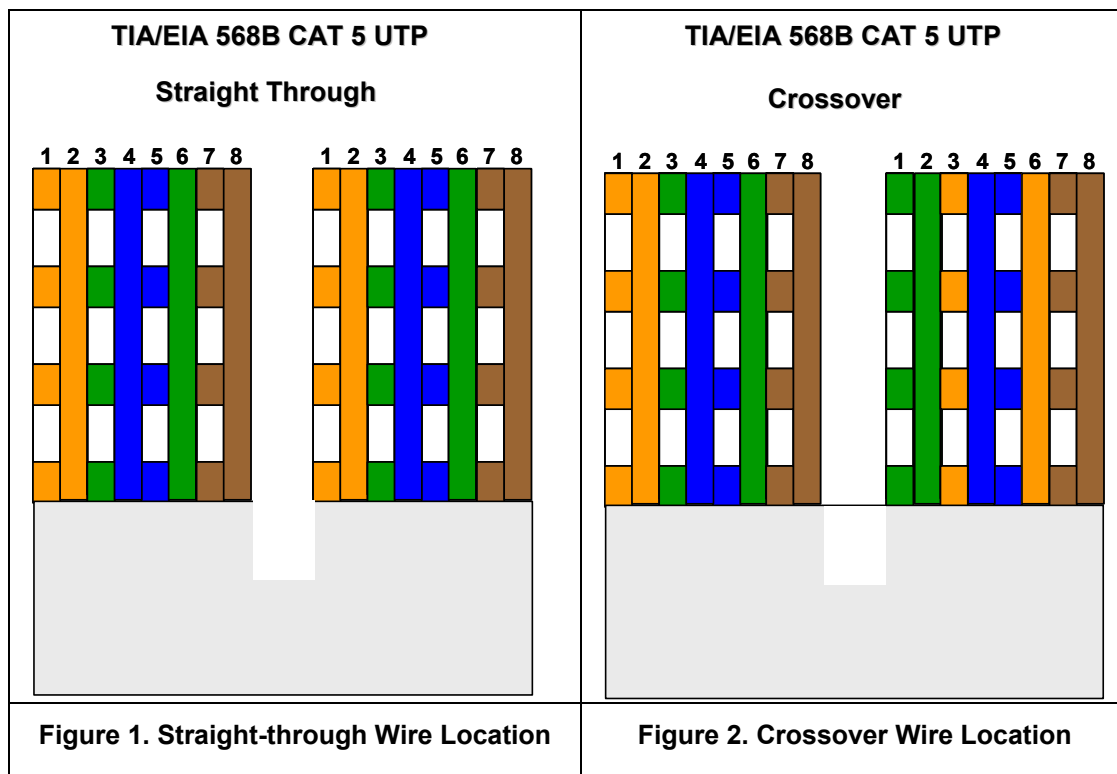 TIA/EIA 568B CAT 5 UTP
Straight Through
1 2 3 4 5 6 7 8
1 2 3 4 5 6 7 8
Figure 1. Straight-through Wire Location
TIA/EIA 568B CAT 5 UTP
Crossover
1 2 3 4 5 6 7 8
1 2 3 4 5 6 7 8
Figure 2. Crossover Wire Location